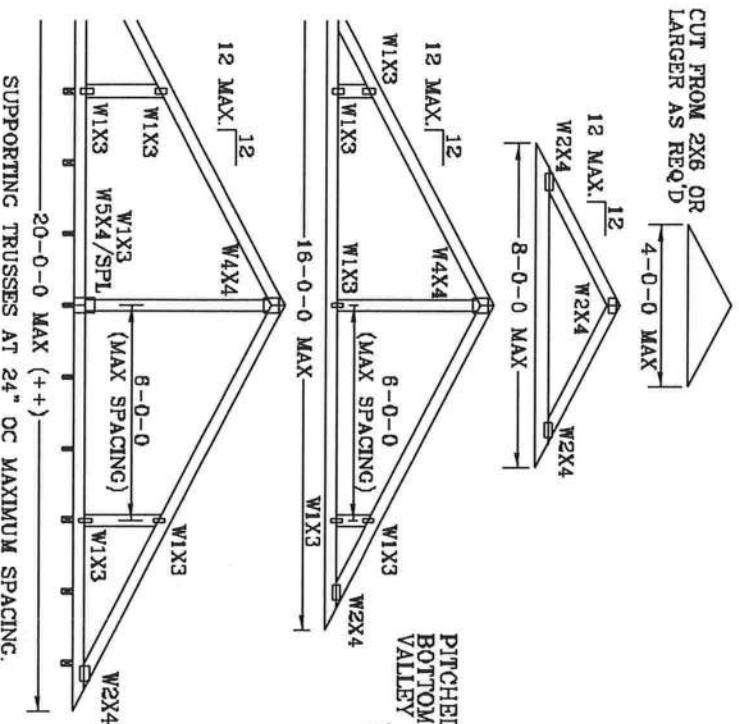 CUT FROM 2X6 OR
LARGER AS REQ'D
4-0-0 MAX
12
12 MAX.
W2X4
W2X4
W2X4
8-0-0 MAX
12
12 MAX.
W1X3
W4X4
W1X3
W1X3
6-0-0
(MAX SPACING)
W1X3
W1X3
W2X4
16-0-0 MAX
PITCHED
BOTTOM
VALLEY
12
12 MAX.
W4X4
W1X3
W1X3
W1X3
W5X4/SPL
6-0-0
(MAX SPACING)
W1X3
W1X3
W2X4
20-0-0 MAX (++)
SUPPORTING TRUSSES AT 24" OC MAXIMUM SPACING.